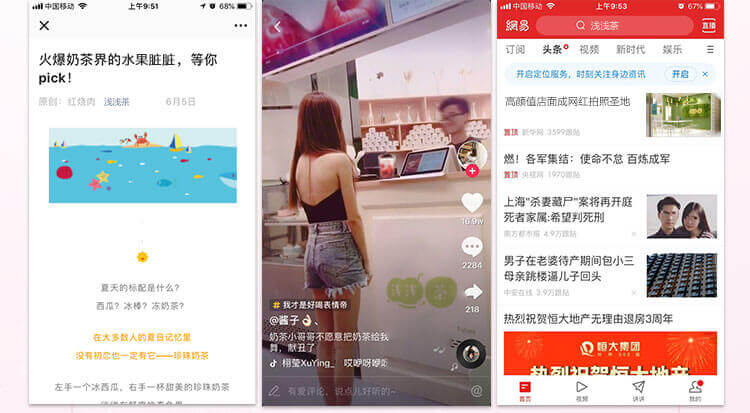 中国移动
上午9:51
68%
火爆奶茶界的水果脏脏，等你
pick！
原创：红烧肉 浅浅茶 6月5日
夏天的标配是什么？
西瓜？冰棒？冻奶茶？
在大多数人的夏日记忆里
没有初恋也一定有它——珍珠奶茶
左手一个冰西瓜，右手一杯甜美的珍珠奶茶
浅浅茶
16.9w
2284
218
# 我才是好喝表情帝
@酱子👌、
奶茶小哥哥不愿意把奶茶给我
舞，献丑了
栩莹XuYing_ 哎咿呀咿
有爱评论，说点儿好听的~
@
中国移动
上午9:53
67%
網易
浅浅茶
直播
订阅 头条 视频 新时代 娱乐
开启定位服务，时刻关注身边资讯 开启
高颜值店面成网红拍照圣地
置顶 新华网 3599跟贴
燃！各军集结：使命不怠 百炼成军
置顶 央视网 1970跟贴
上海"杀妻藏尸"案将再开庭
死者家属:希望判死刑
南方都市报 4.9万跟贴
男子在老婆待产期间包小三
母亲跳楼逼儿子回头
中安在线 3.9万跟贴
热烈祝贺恒大地产无理由退房3周年
恒大集团
热烈祝贺恒大地产
首页 视频 讲讲 我的